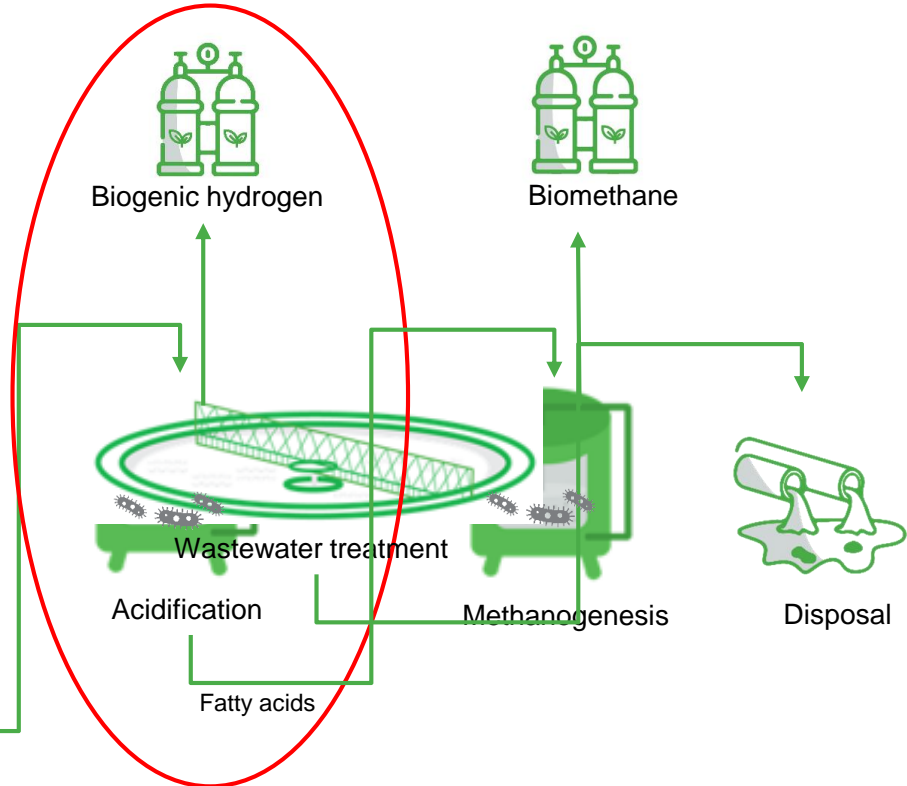 Biogenic hydrogen
Biomethane
Wastewater treatment
Acidification
Methanogenesis
Disposal
Fatty acids